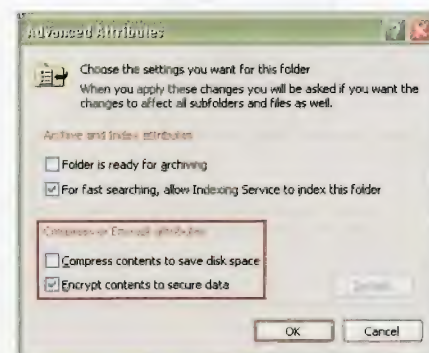 Advanced Attributes
Choose the settings you want for this folder
When you apply these changes you will be asked if you want the
changes to affect all subfolders and files as well.
Archive and Index attributes
Folder is ready for archiving
For fast searching, allow Indexing Service to index this folder
Compress or Encrypt attributes
Compress contents to save disk space
Encrypt contents to secure data
OK Cancel